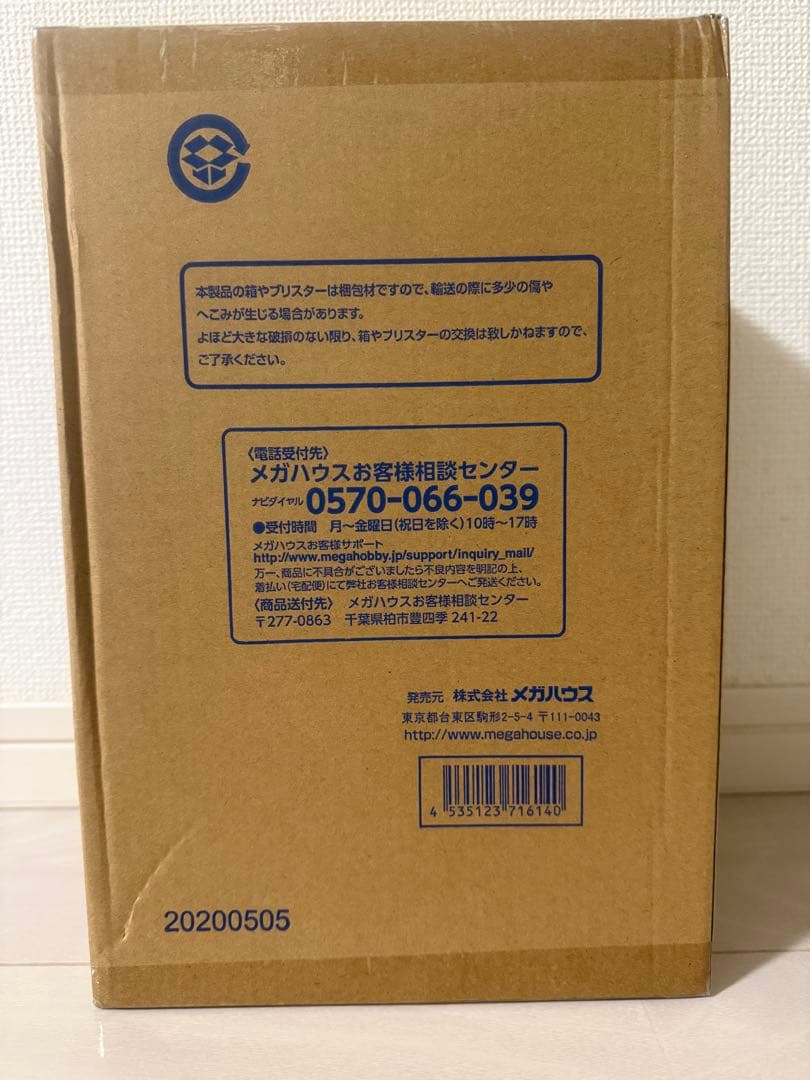 本製品の箱やブリスターは梱包材ですので、輸送の際に多少の傷や
へこみが生じる場合があります。
よほど大きな破損のない限り、箱やブリスターの交換は致しかねますので、
ご了承ください。
〈電話受付先〉
メガハウスお客様相談センター
ナビダイヤル 0570-066-039
●受付時間 月〜金曜日(祝日を除く)10時〜17時
メガハウスお客様サポート
http://www.megahobby.jp/support/inquiry_mail/
万一、商品に不具合がございましたら不良内容を明記の上、
着払い(宅配便)にて弊社お客様相談センターへご発送ください。
〈商品送付先〉 メガハウスお客様相談センター
〒277-0863 千葉県柏市豊四季 241-22
発売元 株式会社 メガハウス
東京都台東区駒形2-5-4 〒111-0043
http://www.megahouse.co.jp
4 535123 716140
20200505